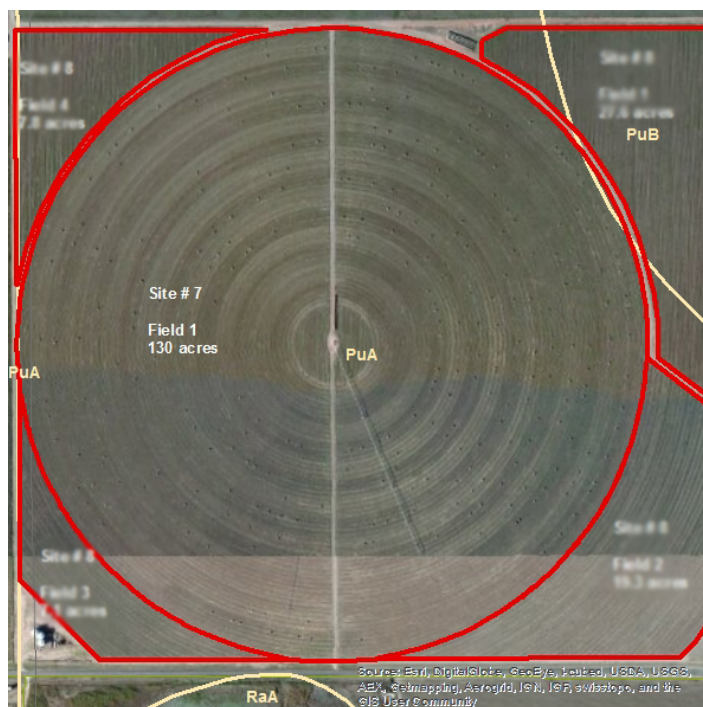 Site # 8
Field 4
7.8 acres
Site # 8
Field 1
27.6 acres
PuB
Site # 7
Field 1
130 acres
PuA
PuA
Site # 8
Field 3
acres
Site # 8
Field 2
19.3 acres
RaA
Source: Esri, DigitalGlobe, GeoEye, i-cubed, USDA, USGS,
AEX, Getmapping, Aerogrid, IGN, IGP, swisstopo, and the
GIS User Community